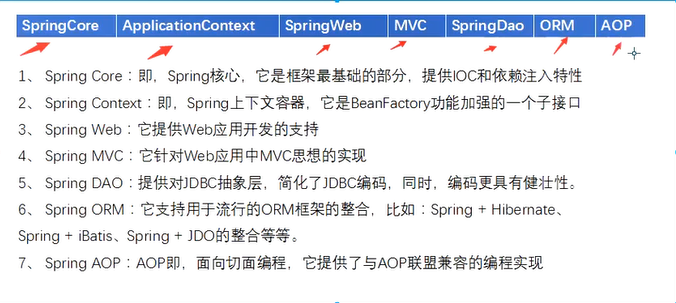 SpringCore ApplicationContext SpringWeb MVC SpringDao ORM AOP
1、 Spring Core：即，Spring核心，它是框架最基础的部分，提供IOC和依赖注入特性
2、 Spring Context：即，Spring上下文容器，它是BeanFactory功能加强的一个子接口
3、 Spring Web：它提供Web应用开发的支持
4、 Spring MVC：它针对Web应用中MVC思想的实现
5、 Spring DAO：提供对JDBC抽象层，简化了JDBC编码，同时，编码更具有健壮性。
6、 Spring ORM：它支持用于流行的ORM框架的整合，比如：Spring + Hibernate、
Spring + iBatis、Spring + JDO的整合等等。
7、 Spring AOP：AOP即，面向切面编程，它提供了与AOP联盟兼容的编程实现